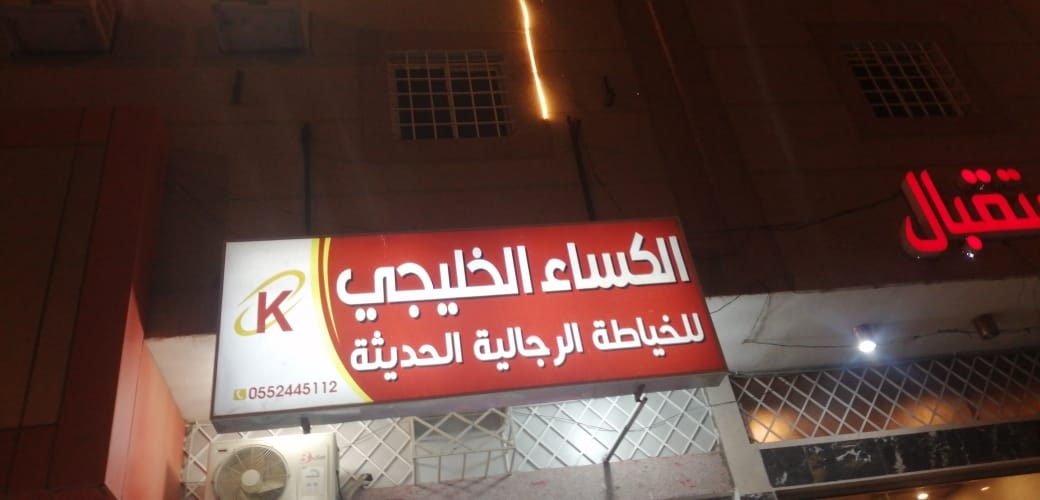 الكساء الخليجي
للخياطة الرجالية الحديثة
K
0552445112